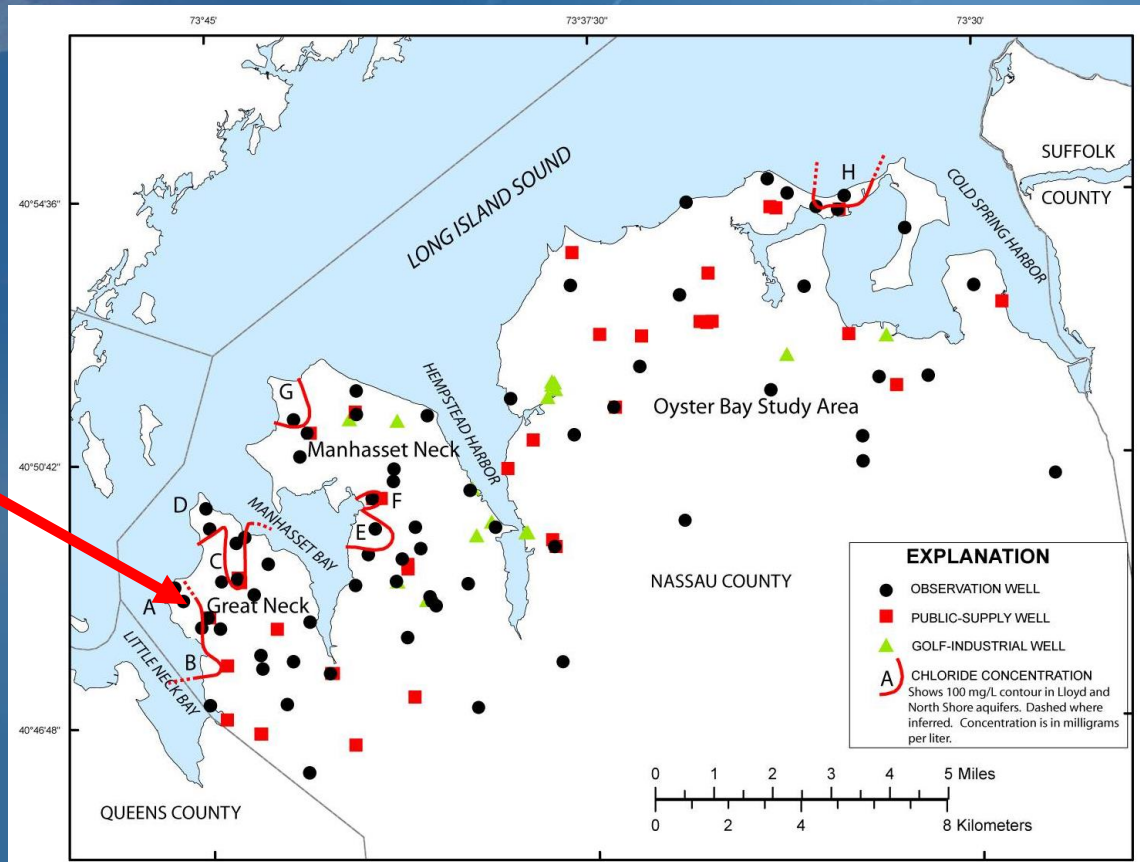 73°45'
73°37'30"
73°30'
SUFFOLK
COUNTY
COLD SPRING HARBOR
H
LONG ISLAND SOUND
40°54'36"
HEMPSTEAD HARBOR
G
Oyster Bay Study Area
Manhasset Neck
40°50'42"
F
D
MANHASSET BAY
E
C
NASSAU COUNTY
A
Great Neck
B
LITTLE NECK BAY
40°46'48"
QUEENS COUNTY
EXPLANATION
OBSERVATION WELL
PUBLIC-SUPPLY WELL
GOLF-INDUSTRIAL WELL
A
CHLORIDE CONCENTRATION
Shows 100 mg/L contour in Lloyd and
North Shore aquifers. Dashed where
inferred. Concentration is in milligrams
per liter.
0 1 2 3 4 5 Miles
0 2 4 8 Kilometers